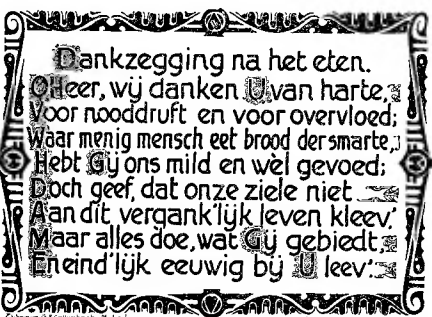 Dankzegging na het eten.
O Heer, wij danken U van harte,
Voor nooddruft en voor overvloed;
Waar menig mensch eet brood der smarte,
Hebt Gij ons mild en wèl gevoed;
Doch geef, dat onze ziele niet
Aan dit vergank'lijk leven kleev',
Maar alles doe, wat Gij gebiedt,
En eind'lijk eeuwig bij U leev'.